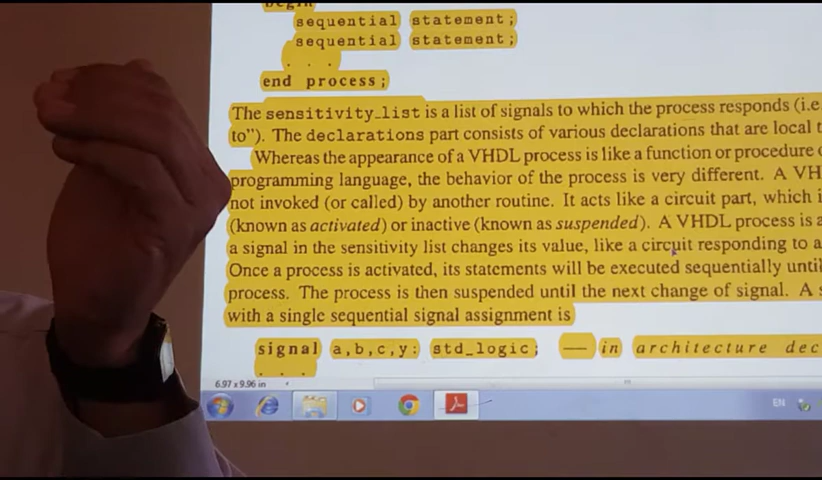 begin
sequential statement;
sequential statement;
. . .
end process;
The sensitivity_list is a list of signals to which the process responds (i.e
to"). The declarations part consists of various declarations that are local
Whereas the appearance of a VHDL process is like a function or procedure
programming language, the behavior of the process is very different. A VH
not invoked (or called) by another routine. It acts like a circuit part, which i
(known as activated) or inactive (known as suspended). A VHDL process is a
a signal in the sensitivity list changes its value, like a circuit responding to a
Once a process is activated, its statements will be executed sequentially until
process. The process is then suspended until the next change of signal. A
with a single sequential signal assignment is
signal a,b,c,y: std_logic; — in architecture dec
. . .
6.97 x 9.96 in
EN